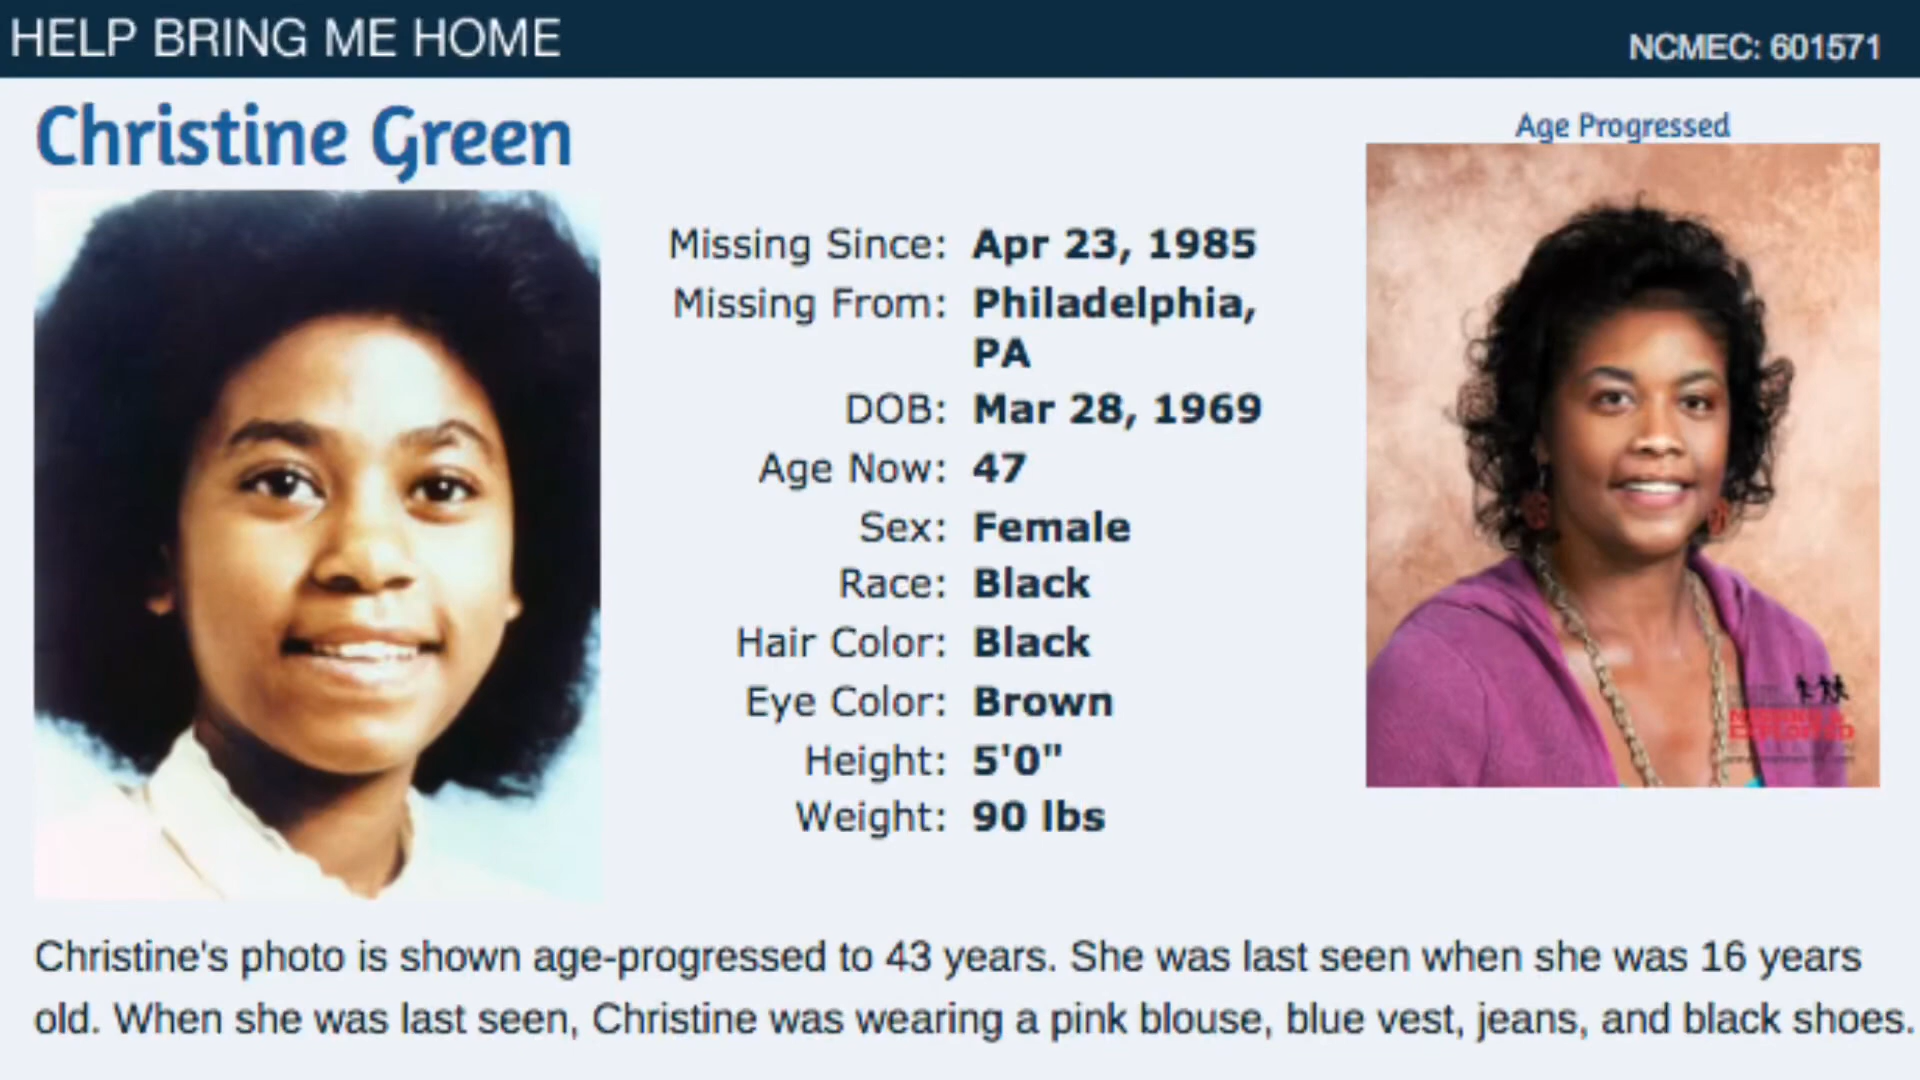 HELP BRING ME HOME
NCMEC: 601571
Christine Green
Age Progressed
Missing Since: Apr 23, 1985
Missing From: Philadelphia,
PA
DOB: Mar 28, 1969
Age Now: 47
Sex: Female
Race: Black
Hair Color: Black
Eye Color: Brown
Height: 5'0"
Weight: 90 lbs
Christine's photo is shown age-progressed to 43 years. She was last seen when she was 16 years
old. When she was last seen, Christine was wearing a pink blouse, blue vest, jeans, and black shoes.